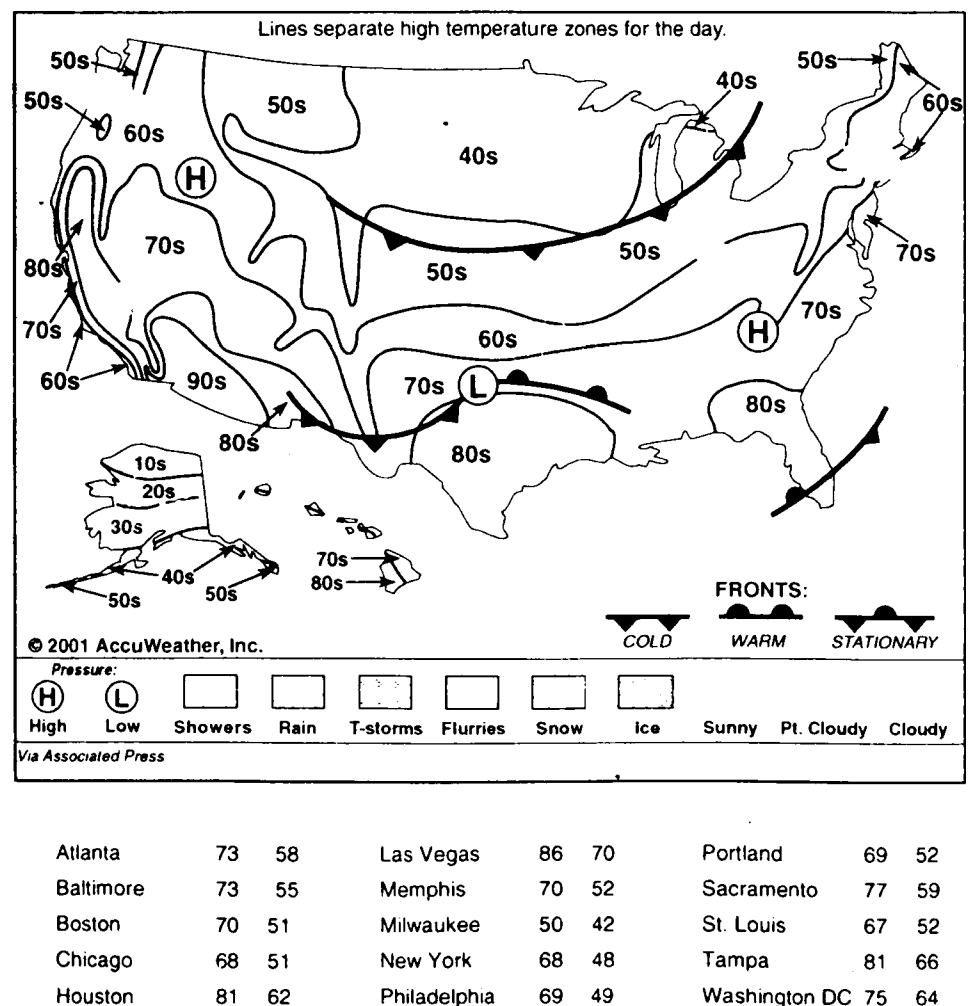 Lines separate high temperature zones for the day.
50s
50s
40s
50s
50s
60s
60s
50s
40s
70s
80s
50s
50s
70s
70s
70s
60s
60s
90s
70s
80s
80s
80s
10s
20s
30s
40s
50s
50s
70s
80s
H
H
L
FRONTS:
COLD WARM STATIONARY
© 2001 AccuWeather, Inc.
Pressure:
H L
High Low Showers Rain T-storms Flurries Snow Ice Sunny Pt. Cloudy Cloudy
Via Associated Press
Atlanta 73 58 Las Vegas 86 70 Portland 69 52
Baltimore 73 55 Memphis 70 52 Sacramento 77 59
Boston 70 51 Milwaukee 50 42 St. Louis 67 52
Chicago 68 51 New York 68 48 Tampa 81 66
Houston 81 62 Philadelphia 69 49 Washington DC 75 64